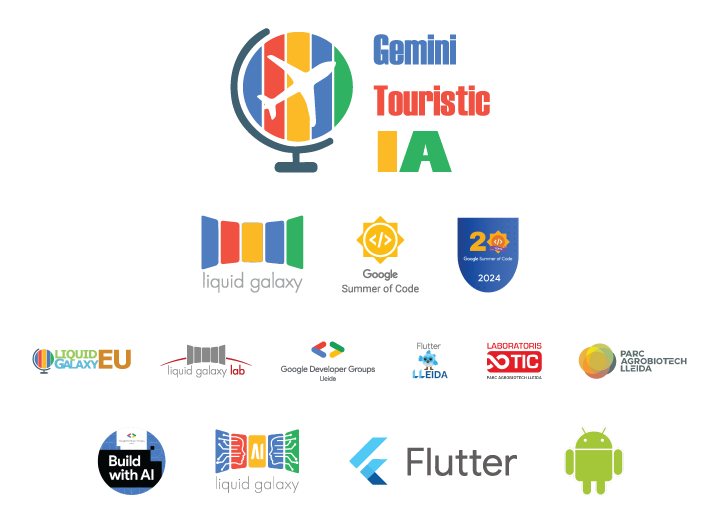 Gemini
Touristic
IA
liquid galaxy
</>
Google
Summer of Code
20
Google Summer of Code
2024
LIQUID
GALAXY EU
liquid galaxy lab
Google Developer Groups
Lleida
Flutter
LLEIDA
LABORATORIS
TIC
PARC AGROBIOTECH LLEIDA
PARC
AGROBIOTECH
LLEIDA
Build
with AI
AI
liquid galaxy
Flutter